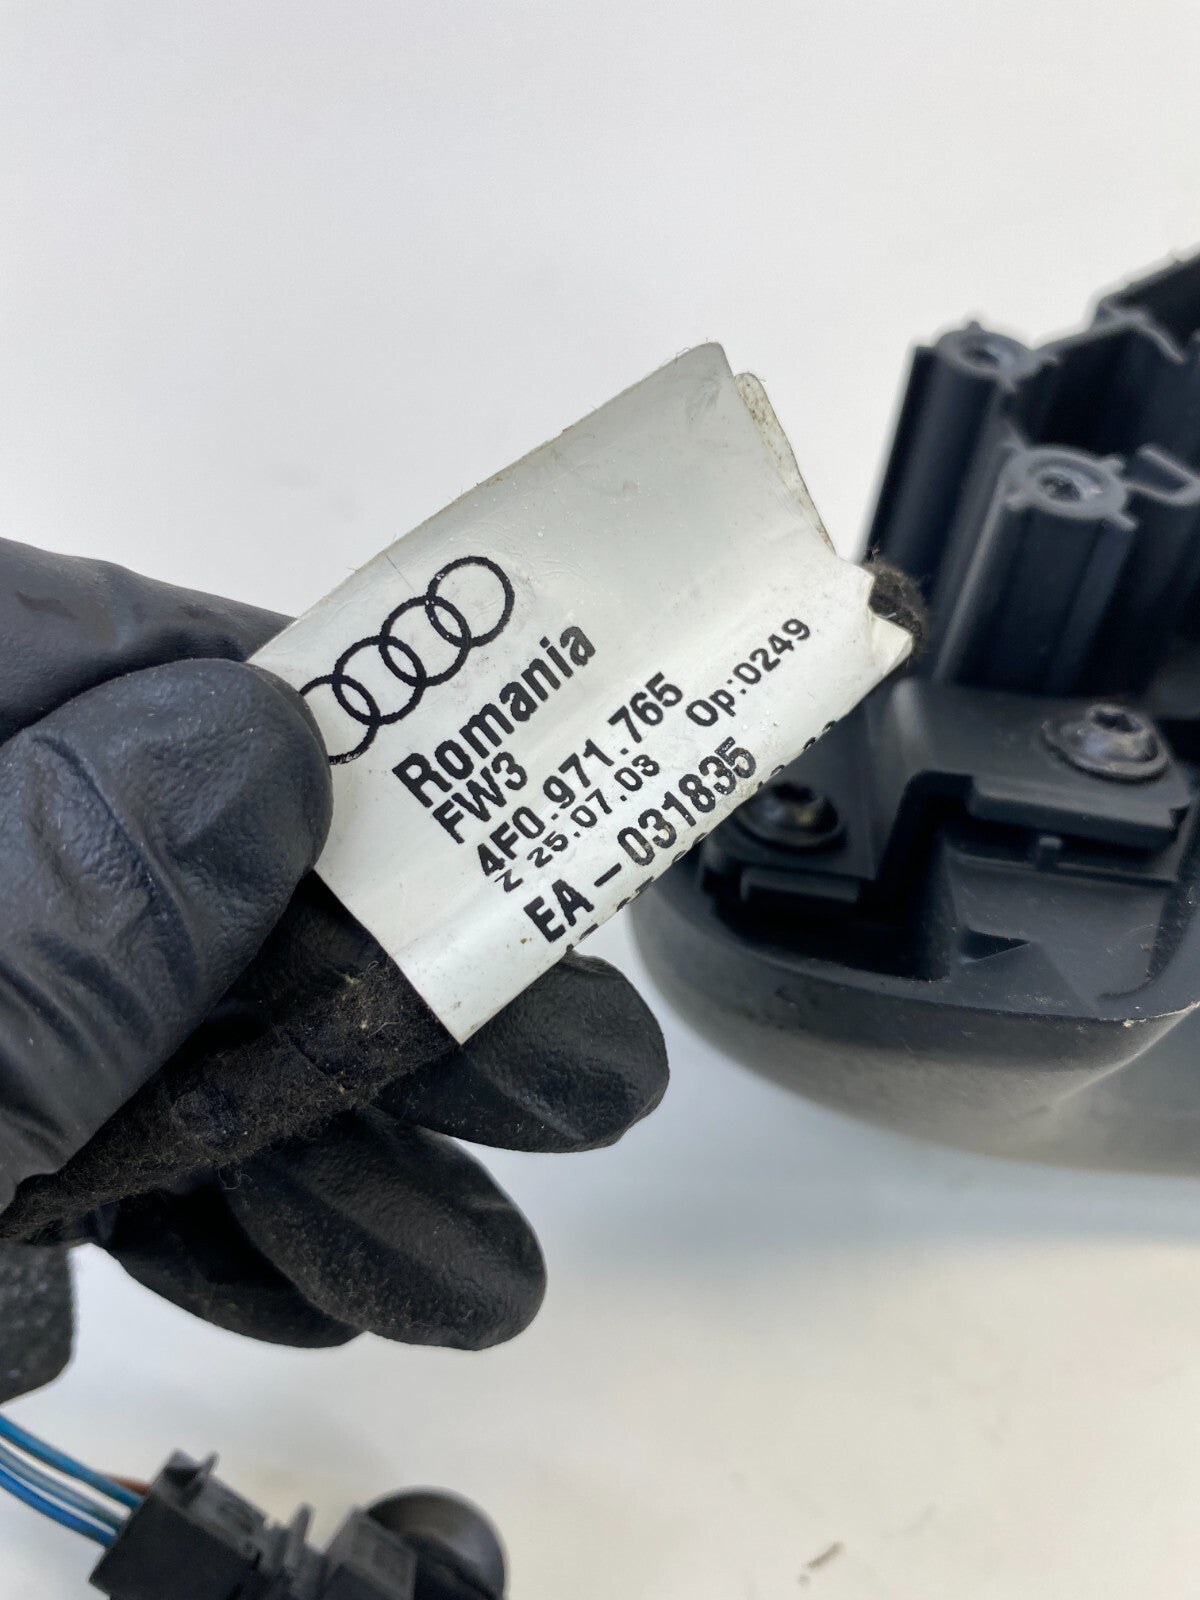 Romania
FW3
4F0.971.765
Z 25.07.03 Op:0249
EA-031835